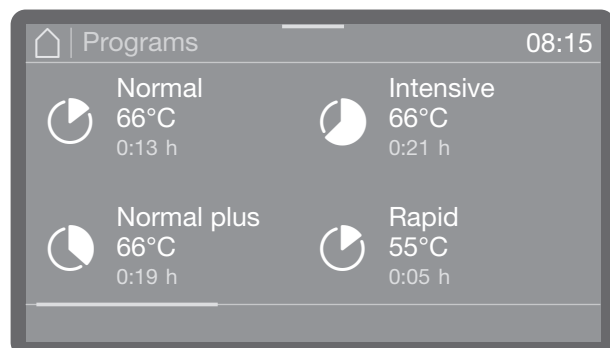 Programs
08:15
Normal
66°C
0:13 h
Intensive
66°C
0:21 h
Normal plus
66°C
0:19 h
Rapid
55°C
0:05 h